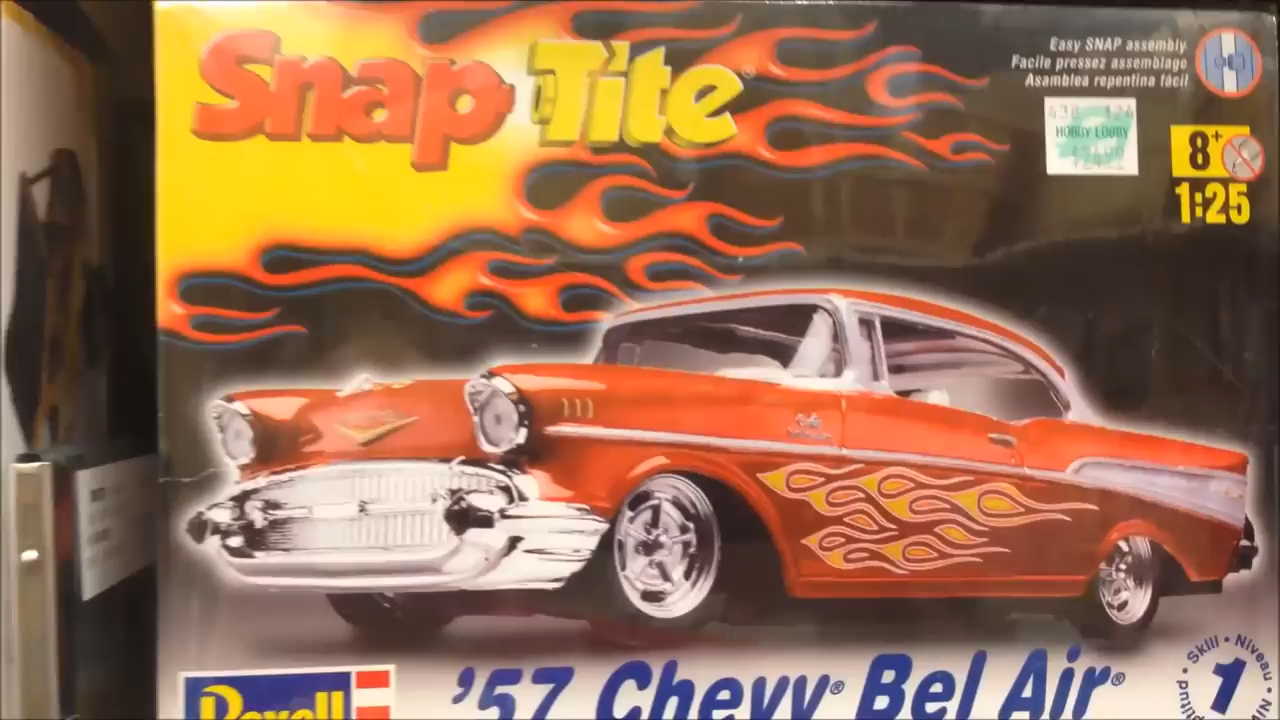 Snap Tite®
Easy SNAP assembly
Facile pressez assemblage
Asamblea repentina fácil
HOBBY LOBBY
8+
1:25
Revell
'57 Chevy® Bel Air®
Skill • Niveau
1